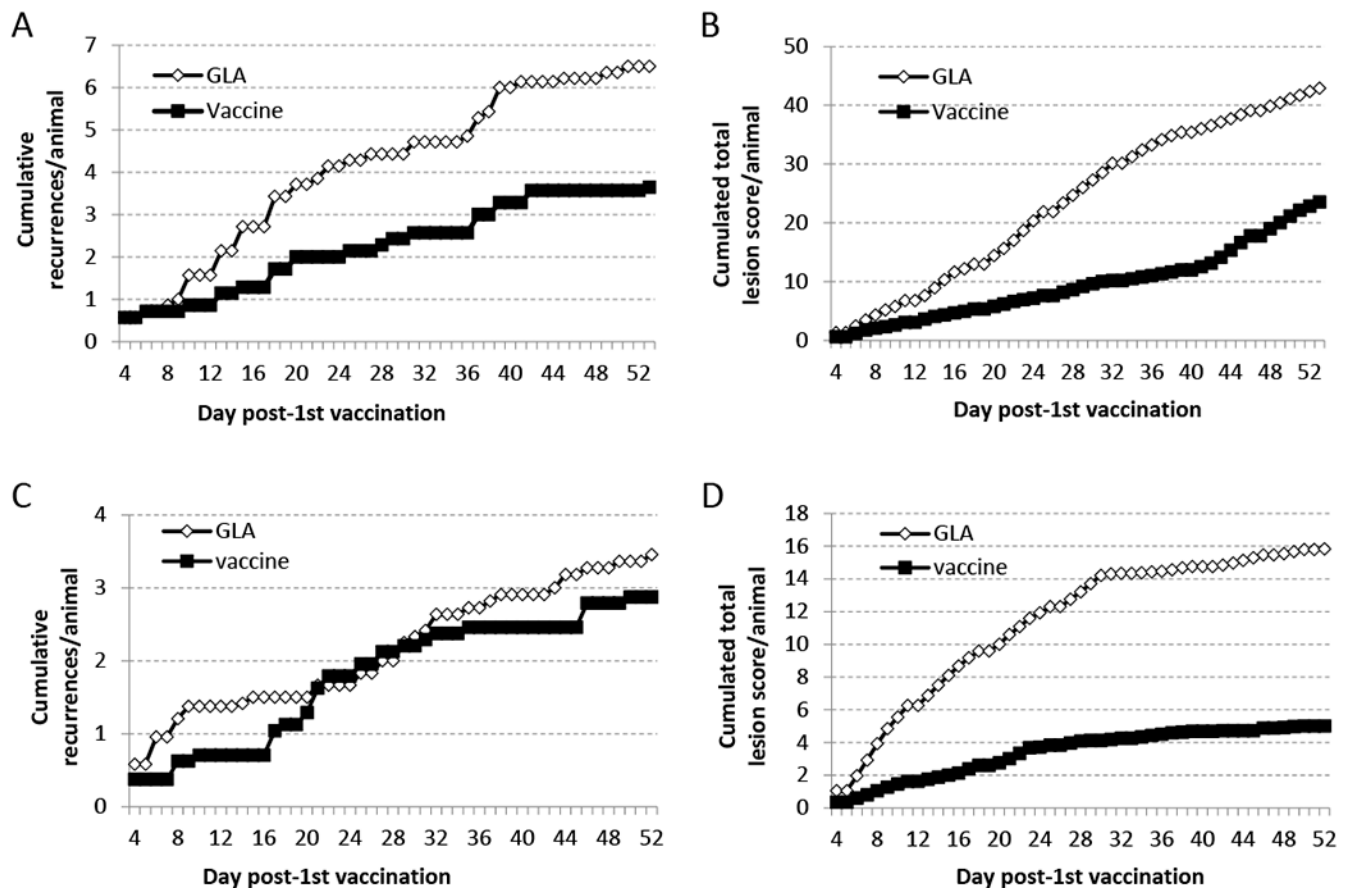 A
Cumulative
recurrences/animal
7
6
5
4
3
2
1
0
GLA
Vaccine
4 8 12 16 20 24 28 32 36 40 44 48 52
Day post-1st vaccination
B
Cumulated total
lesion score/animal
50
40
30
20
10
0
GLA
Vaccine
4 8 12 16 20 24 28 32 36 40 44 48 52
Day post-1st vaccination
C
Cumulative
recurrences/animal
4
3
2
1
0
GLA
vaccine
4 8 12 16 20 24 28 32 36 40 44 48 52
Day post-1st vaccination
D
Cumulated total
lesion score/animal
18
16
14
12
10
8
6
4
2
0
GLA
vaccine
4 8 12 16 20 24 28 32 36 40 44 48 52
Day post-1st vaccination